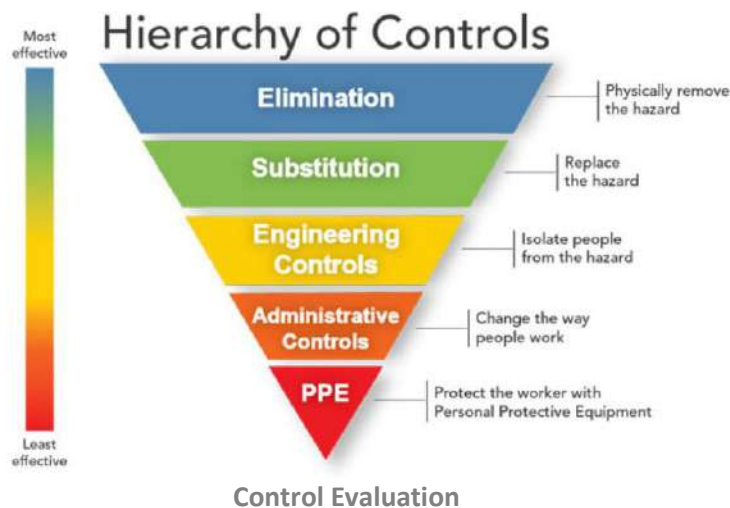 Hierarchy of Controls
Most
effective
Elimination
Physically remove
the hazard
Substitution
Replace
the hazard
Engineering
Controls
Isolate people
from the hazard
Administrative
Controls
Change the way
people work
PPE
Protect the worker with
Personal Protective Equipment
Least
effective
Control Evaluation